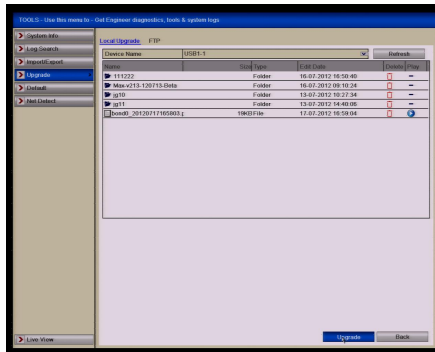 TOOLS - Use this menu to - Get Engineer diagnostics, tools & system logs
System Info
Log Search
Import/Export
Upgrade
Default
Net Detect
Live View
Local Upgrade FTP
Device Name USB1-1 Refresh
Name Size Type Edit Date Delete Play
111222 Folder 16-07-2012 16:50:40 –
Max-v213-120713-Beta Folder 16-07-2012 09:10:24 –
jg10 Folder 13-07-2012 10:27:34 –
jg11 Folder 13-07-2012 14:40:06 –
bond0_20120717165803.p 19KB File 17-07-2012 16:59:04
Upgrade Back